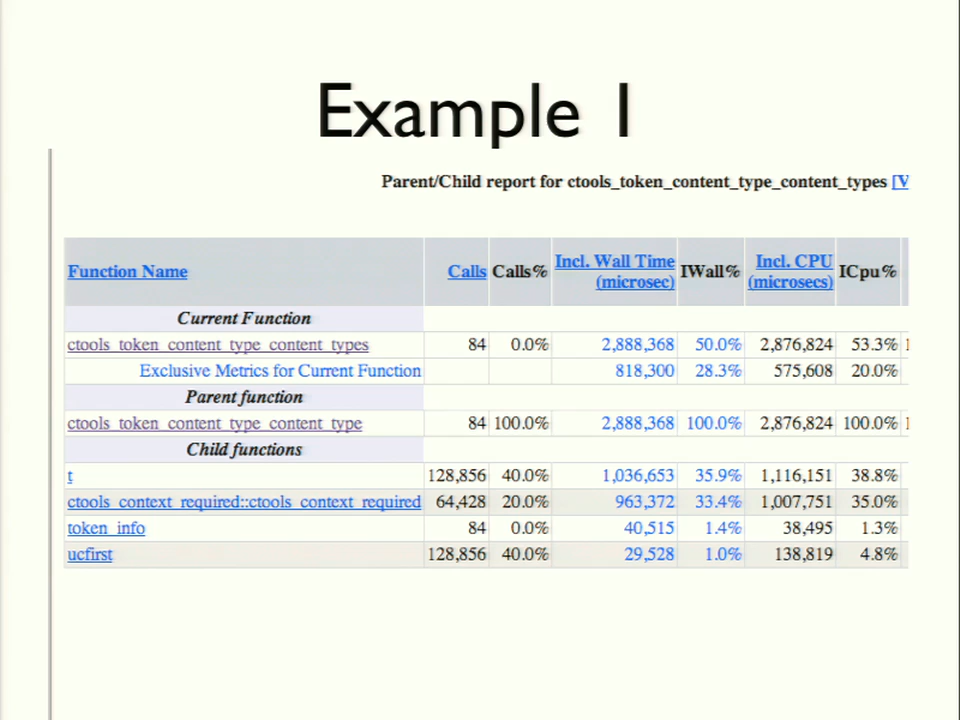 Example 1
Parent/Child report for ctools_token_content_type_content_types [V
Function Name Calls Calls% Incl. Wall Time (microsec) IWall% Incl. CPU (microsecs) ICpu%
Current Function
ctools_token_content_type_content_types 84 0.0% 2,888,368 50.0% 2,876,824 53.3% 1
Exclusive Metrics for Current Function 818,300 28.3% 575,608 20.0%
Parent function
ctools_token_content_type_content_type 84 100.0% 2,888,368 100.0% 2,876,824 100.0% 1
Child functions
t 128,856 40.0% 1,036,653 35.9% 1,116,151 38.8%
ctools_context_required::ctools_context_required 64,428 20.0% 963,372 33.4% 1,007,751 35.0%
token_info 84 0.0% 40,515 1.4% 38,495 1.3%
ucfirst 128,856 40.0% 29,528 1.0% 138,819 4.8%